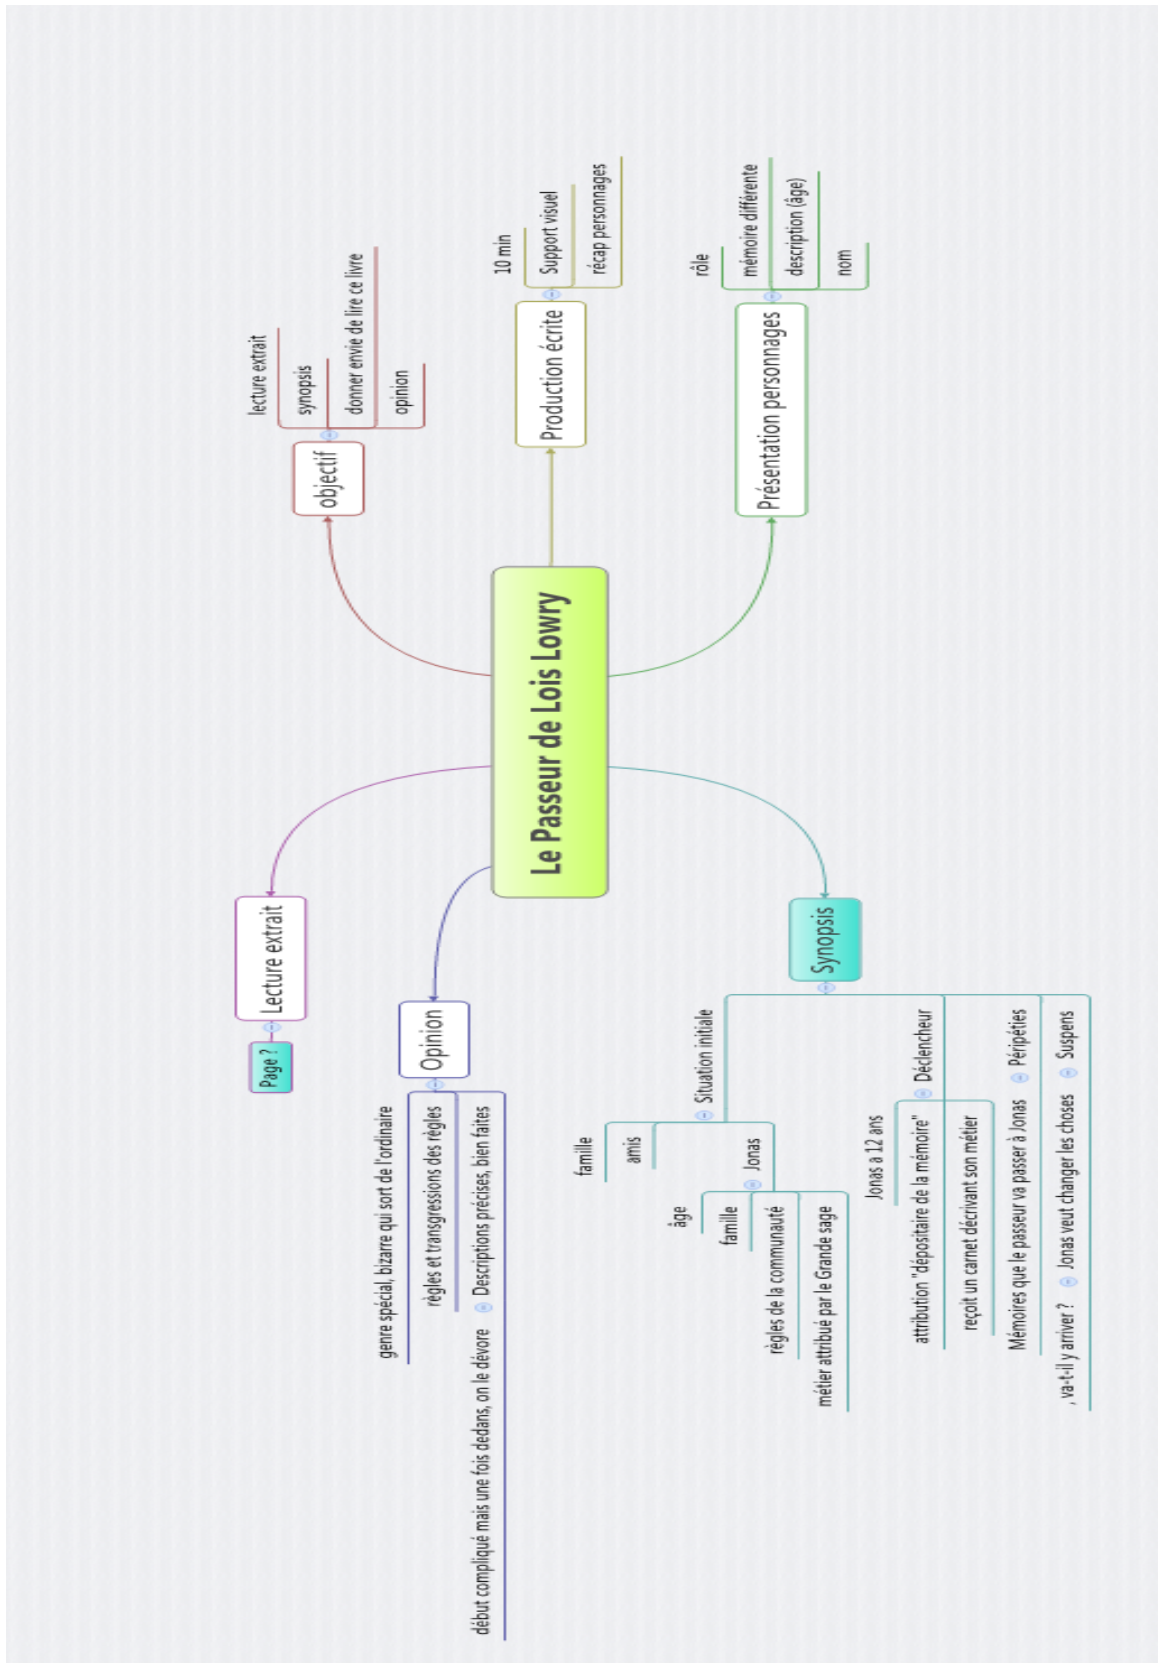 Le Passeur de Lois Lowry
objectif
lecture extrait
synopsis
donner envie de lire ce livre
opinion
Production écrite
10 min
Support visuel
récap personnages
Présentation personnages
rôle
mémoire différente
description (âge)
nom
Synopsis
Situation initiale
famille
amis
Jonas
âge
famille
règles de la communauté
métier attribué par le Grande sage
Déclencheur
Jonas a 12 ans
attribution "dépositaire de la mémoire"
reçoit un carnet décrivant son métier
Péripéties
Mémoires que le passeur va passer à Jonas
Suspens
Jonas veut changer les choses
, va-t-il y arriver ?
Opinion
genre spécial, bizarre qui sort de l'ordinaire
règles et transgressions des règles
Descriptions précises, bien faites
début compliqué mais une fois dedans, on le dévore
Lecture extrait
Page ?